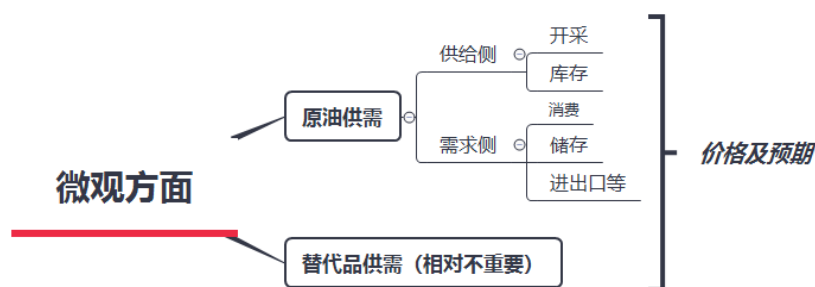 微观方面
原油供需
供给侧
开采
库存
需求侧
消费
储存
进出口等
替代品供需（相对不重要）
价格及预期